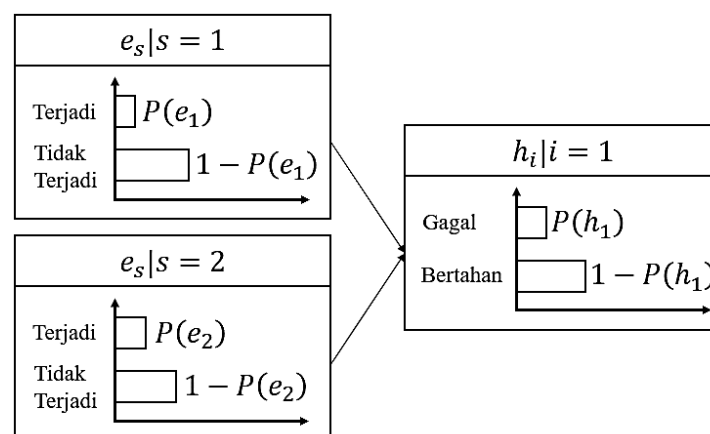 e_s|s = 1
Terjadi P(e_1)
Tidak
Terjadi 1 − P(e_1)
e_s|s = 2
Terjadi P(e_2)
Tidak
Terjadi 1 − P(e_2)
h_i|i = 1
Gagal P(h_1)
Bertahan 1 − P(h_1)